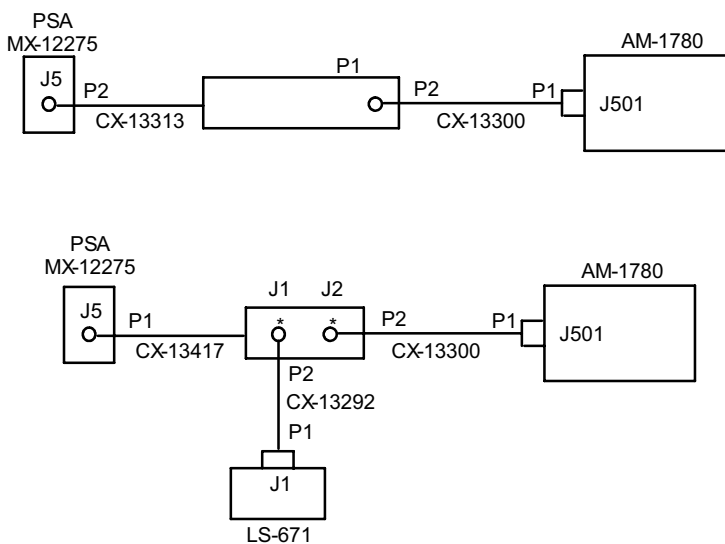 PSA
MX-12275
AM-1780
J5
P1
P2
P2
P1
J501
CX-13313
CX-13300
PSA
MX-12275
AM-1780
J1
J2
J5
*
*
P1
P2
P1
J501
CX-13417
CX-13300
P2
CX-13292
P1
J1
LS-671